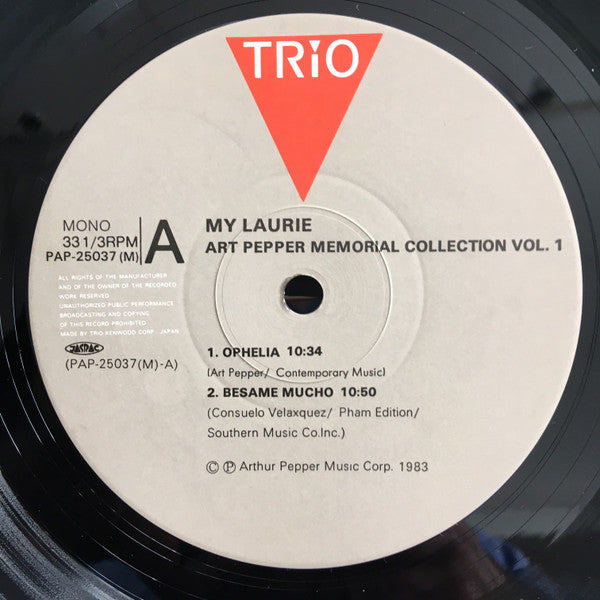 TRiO
MY LAURIE
ART PEPPER MEMORIAL COLLECTION VOL. 1
MONO
33 1/3RPM
PAP-25037 (M)
A
ALL RIGHTS OF THE MANUFACTURER
AND OF THE OWNER OF THE RECORDED
WORK RESERVED
UNAUTHORIZED PUBLIC PERFORMANCE
BROADCASTING AND COPYING
OF THIS RECORD PROHIBITED
MADE BY TRIO-KENWOOD CORP. JAPAN
JASRAC
(PAP-25037(M)-A)
1. OPHELIA 10:34
(Art Pepper/ Contemporary Music)
2. BESAME MUCHO 10:50
(Consuelo Velaxquez/ Pham Edition/
Southern Music Co.Inc.)
© ℗ Arthur Pepper Music Corp. 1983